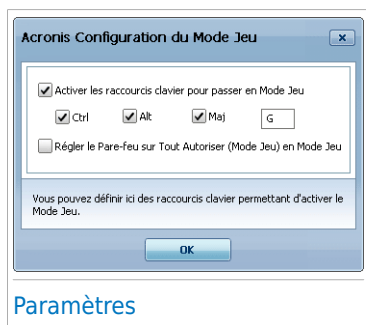 Acronis Configuration du Mode Jeu
Activer les raccourcis clavier pour passer en Mode Jeu
Ctrl Alt Maj G
Régler le Pare-feu sur Tout Autoriser (Mode Jeu) en Mode Jeu
Vous pouvez définir ici des raccourcis clavier permettant d'activer le
Mode Jeu.
OK
Paramètres